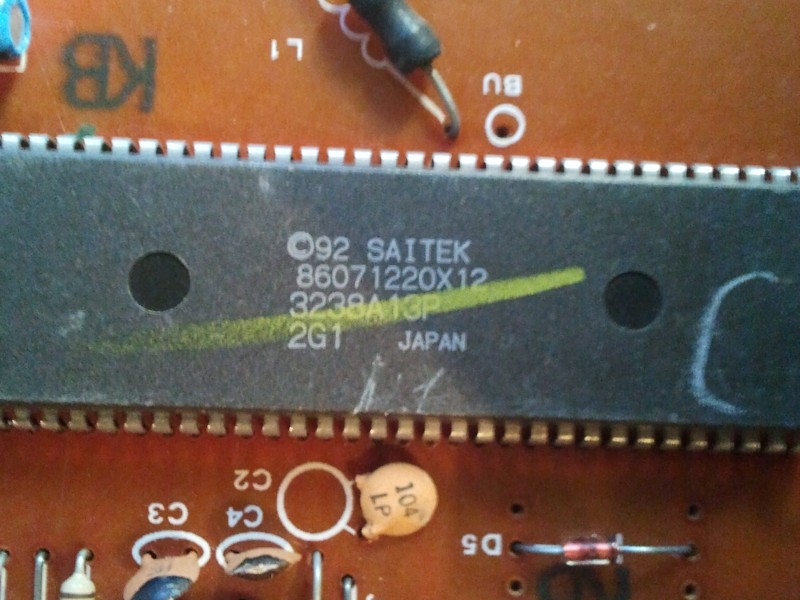 KB
L1
BU
©92 SAITEK
86071220X12
3238A13P
2G1 JAPAN
C
C2
104
LP
C3
C4
D5